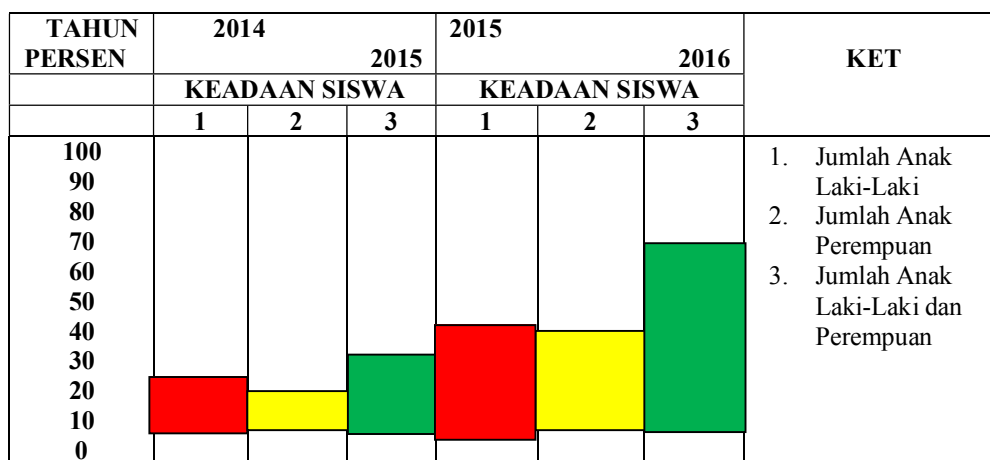 TAHUN 2014 2015
PERSEN 2015 2016 KET
KEADAAN SISWA KEADAAN SISWA
1 2 3 1 2 3
100
90
80
70
60
50
40
30
20
10
0
1. Jumlah Anak
Laki-Laki
2. Jumlah Anak
Perempuan
3. Jumlah Anak
Laki-Laki dan
Perempuan